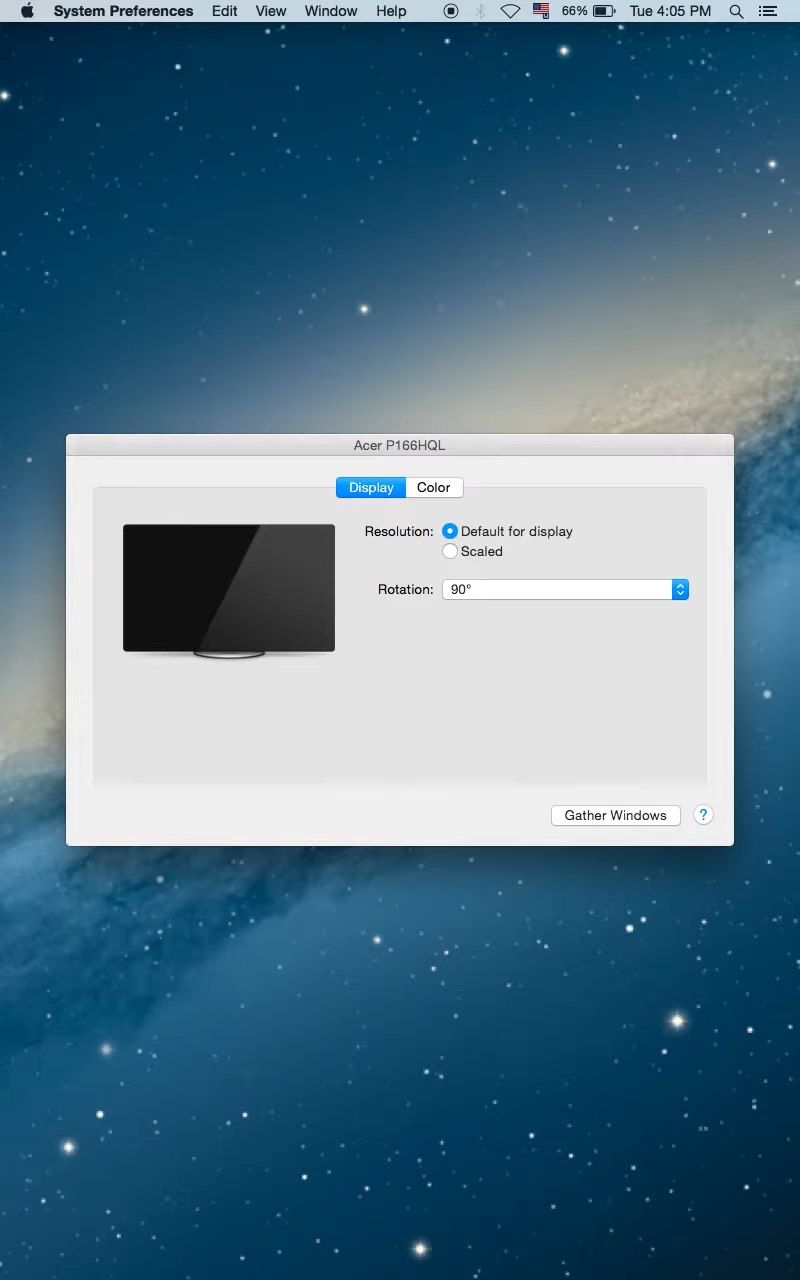 System Preferences Edit View Window Help 66% Tue 4:05 PM
Acer P166HQL
Display Color
Resolution: Default for display
Scaled
Rotation: 90°
Gather Windows ?